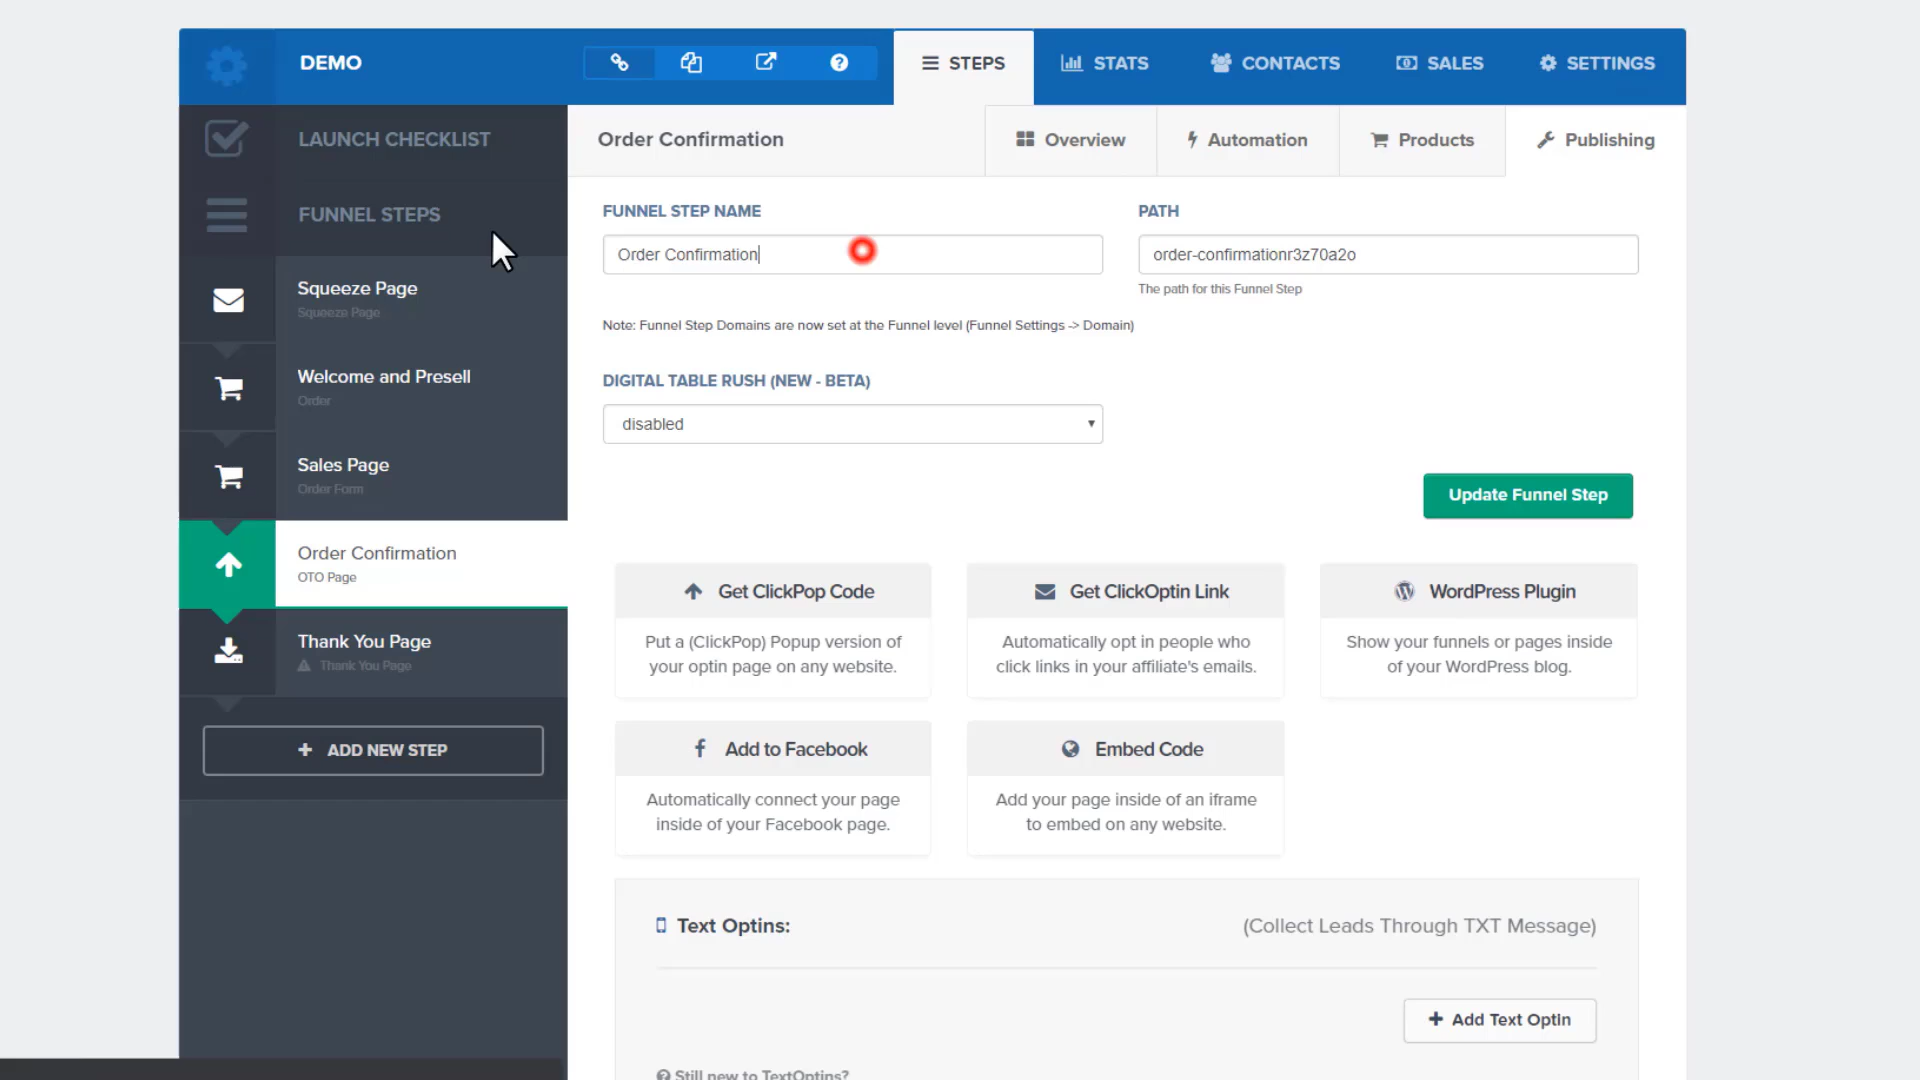 DEMO
STEPS
STATS
CONTACTS
SALES
SETTINGS
LAUNCH CHECKLIST
FUNNEL STEPS
Squeeze Page
Squeeze Page
Welcome and Presell
Order
Sales Page
Order Form
Order Confirmation
OTO Page
Thank You Page
Thank You Page
+ ADD NEW STEP
Order Confirmation
Overview
Automation
Products
Publishing
FUNNEL STEP NAME
Order Confirmation
PATH
order-confirmationr3z70a2o
The path for this Funnel Step
Note: Funnel Step Domains are now set at the Funnel level (Funnel Settings -> Domain)
DIGITAL TABLE RUSH (NEW - BETA)
disabled
Update Funnel Step
Get ClickPop Code
Put a (ClickPop) Popup version of
your optin page on any website.
Get ClickOptin Link
Automatically opt in people who
click links in your affiliate's emails.
WordPress Plugin
Show your funnels or pages inside
of your WordPress blog.
Add to Facebook
Automatically connect your page
inside of your Facebook page.
Embed Code
Add your page inside of an iframe
to embed on any website.
Text Optins:
(Collect Leads Through TXT Message)
+ Add Text OptIn
Still new to TextOptins?